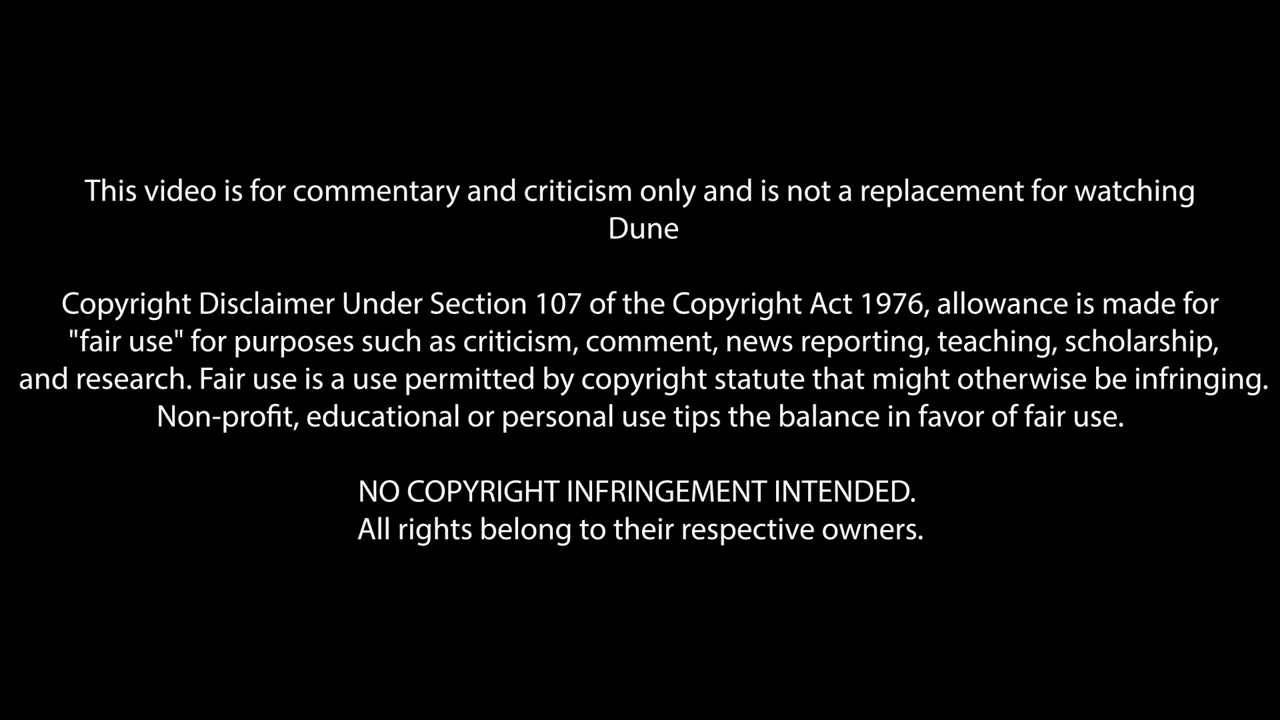 This video is for commentary and criticism only and is not a replacement for watching
Dune
Copyright Disclaimer Under Section 107 of the Copyright Act 1976, allowance is made for
"fair use" for purposes such as criticism, comment, news reporting, teaching, scholarship,
and research. Fair use is a use permitted by copyright statute that might otherwise be infringing.
Non-profit, educational or personal use tips the balance in favor of fair use.
NO COPYRIGHT INFRINGEMENT INTENDED.
All rights belong to their respective owners.